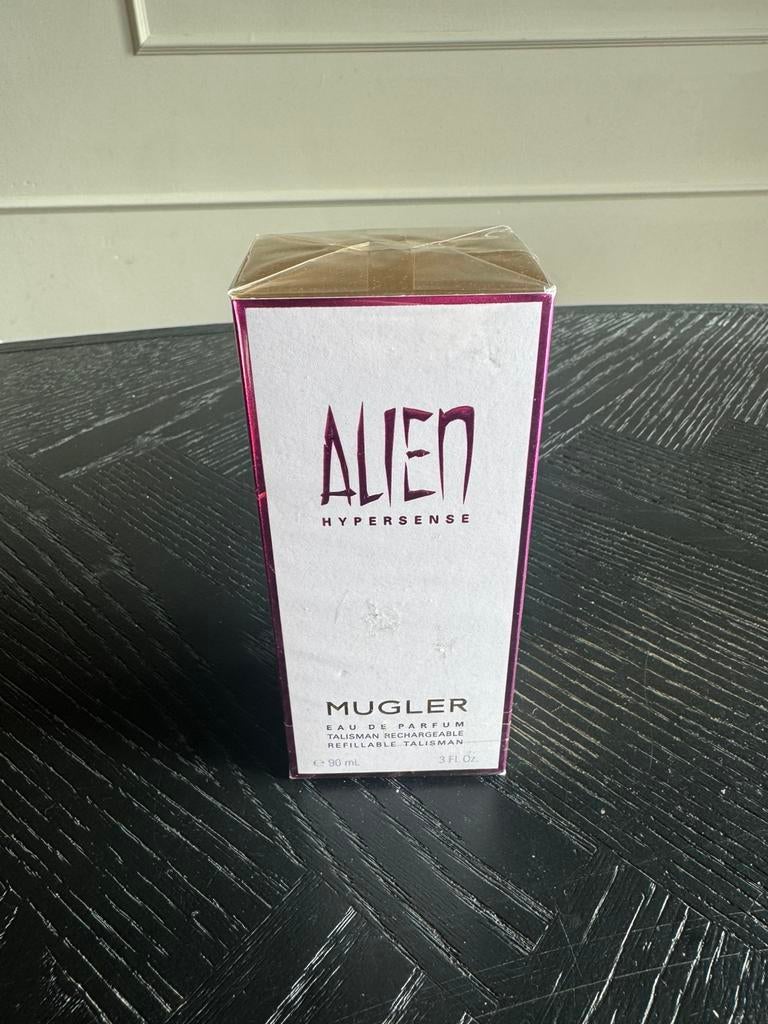 ALIEN
HYPERSENSE
MUGLER
EAU DE PARFUM
TALISMAN RECHARGEABLE
REFILLABLE TALISMAN
℮ 90 mL 3 Fl. Oz.